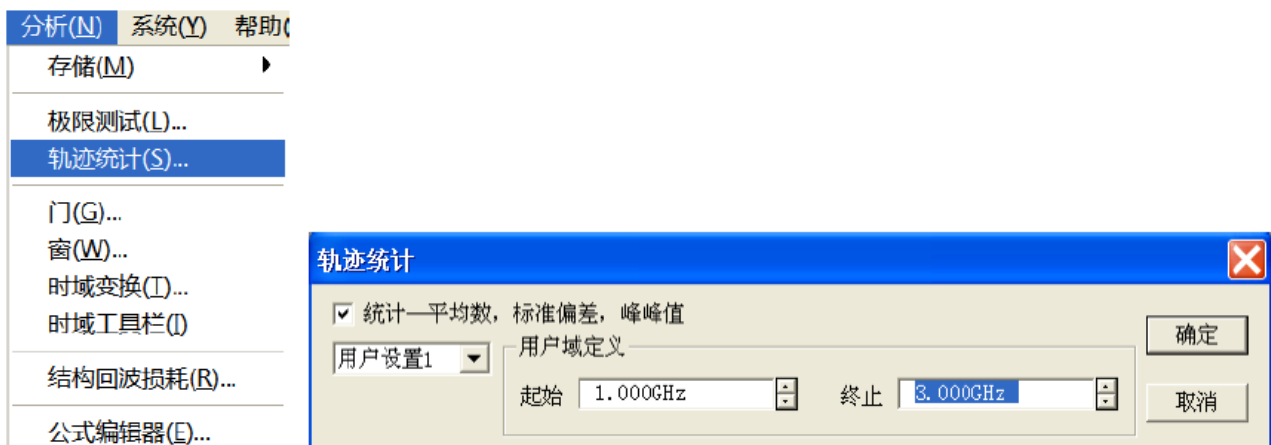 分析(N) 系统(Y) 帮助(
存储(M)
极限测试(L)...
轨迹统计(S)...
门(G)...
窗(W)...
时域变换(T)...
时域工具栏(I)
结构回波损耗(R)...
公式编辑器(E)...
轨迹统计
统计—平均数，标准偏差，峰峰值
用户设置1
用户域定义
起始 1.000GHz 终止 3.000GHz
确定
取消